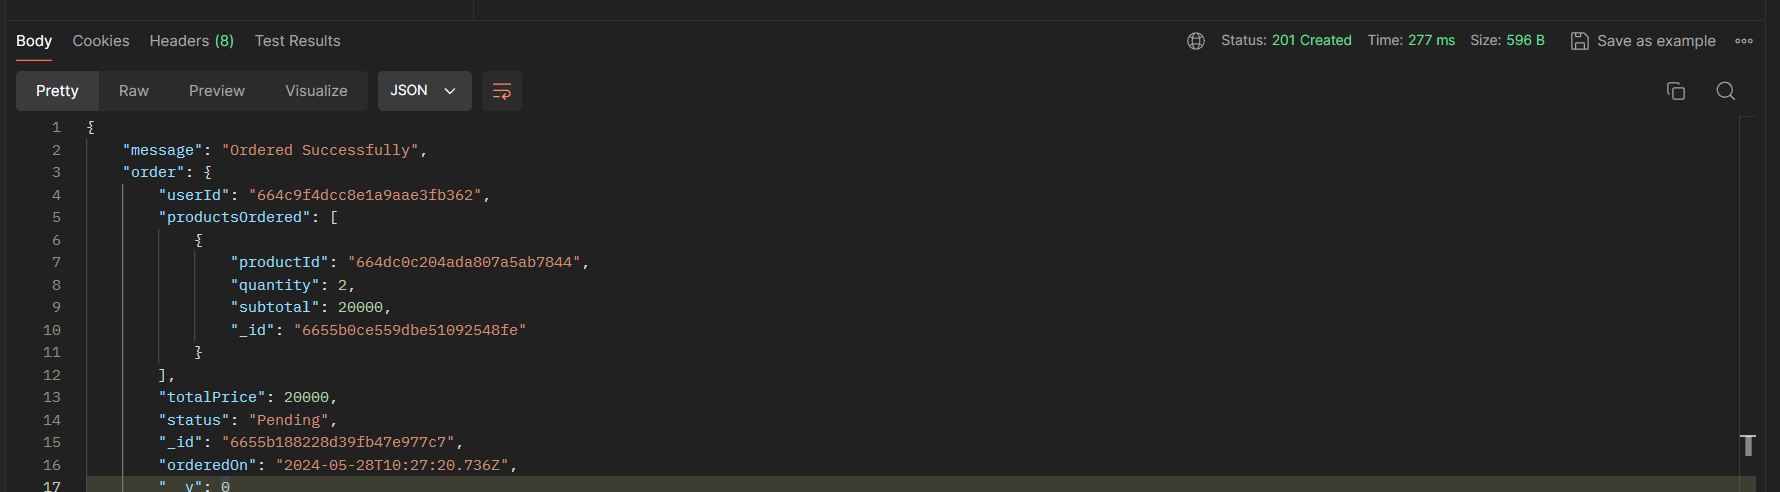 Body Cookies Headers (8) Test Results Status: 201 Created Time: 277 ms Size: 596 B Save as example
Pretty Raw Preview Visualize JSON
1 {
2 "message": "Ordered Successfully",
3 "order": {
4 "userId": "664c9f4dcc8e1a9aae3fb362",
5 "productsOrdered": [
6 {
7 "productId": "664dc0c204ada807a5ab7844",
8 "quantity": 2,
9 "subtotal": 20000,
10 "_id": "6655b0ce559dbe51092548fe"
11 }
12 ],
13 "totalPrice": 20000,
14 "status": "Pending",
15 "_id": "6655b188228d39fb47e977c7",
16 "orderedOn": "2024-05-28T10:27:20.736Z",
17 "__v": 0